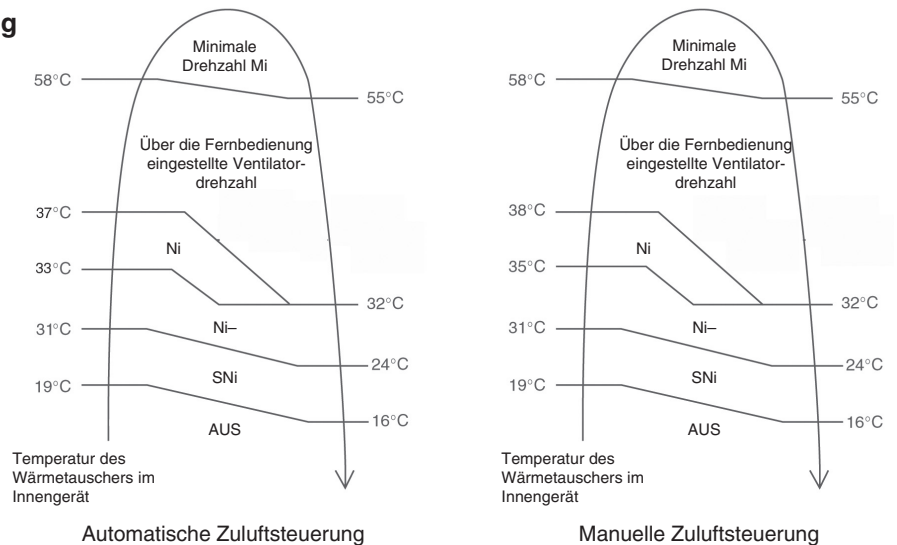 g
Minimale
Drehzahl Mi
58°C
55°C
Über die Fernbedienung
eingestellte Ventilator-
drehzahl
37°C
Ni
33°C
32°C
Ni–
31°C
24°C
SNi
19°C
16°C
AUS
Temperatur des
Wärmetauschers im
Innengerät
Automatische Zuluftsteuerung
Minimale
Drehzahl Mi
58°C
55°C
Über die Fernbedienung
eingestellte Ventilator-
drehzahl
38°C
Ni
35°C
32°C
Ni–
31°C
24°C
SNi
19°C
16°C
AUS
Temperatur des
Wärmetauschers im
Innengerät
Manuelle Zuluftsteuerung